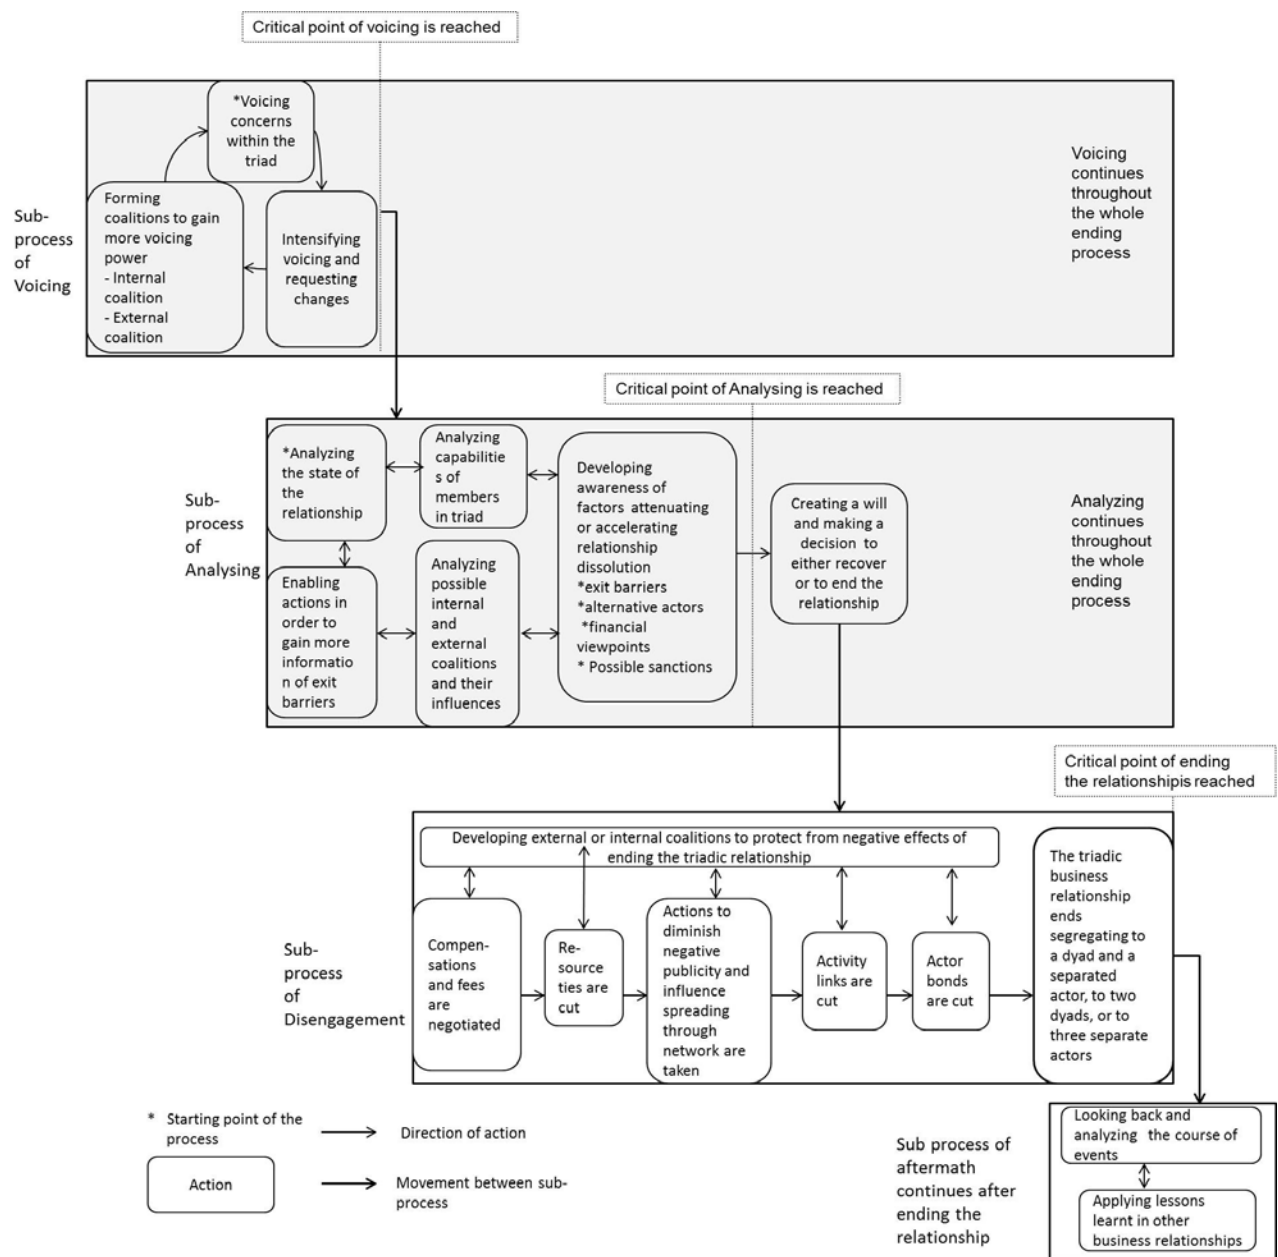 Critical point of voicing is reached
*Voicing
concerns
within the
triad
Forming
coalitions to gain
more voicing
power
- Internal
coalition
- External
coalition
Intensifying
voicing and
requesting
changes
Sub-
process
of
Voicing
Voicing
continues
throughout
the whole
ending
process
Critical point of Analysing is reached
*Analyzing
the state of
the
relationship
Analyzing
capabilitie
s of
members
in triad
Developing
awareness of
factors attenuating
or accelerating
relationship
dissolution
*exit barriers
*alternative actors
*financial
viewpoints
* Possible sanctions
Creating a will
and making a
decision to
either recover
or to end the
relationship
Sub-
process
of
Analysing
Enabling
actions in
order to
gain more
informatio
n of exit
barriers
Analyzing
possible
internal
and
external
coalitions
and their
influences
Analyzing
continues
throughout
the whole
ending
process
Critical point of ending
the relationshipis reached
Developing external or internal coalitions to protect from negative effects of
ending the triadic relationship
Sub-
process
of
Disengagement
Compen-
sations
and fees
are
negotiated
Re-
source
ties are
cut
Actions to
diminish
negative
publicity and
influence
spreading
through
network are
taken
Activity
links are
cut
Actor
bonds
are cut
The triadic
business
relationship
ends
segregating to
a dyad and a
separated
actor, to two
dyads, or to
three separate
actors
* Starting point of the
process
Direction of action
Action
Movement between sub-
process
Sub process of
aftermath
continues after
ending the
relationship
Looking back and
analyzing the course of
events
Applying lessons
learnt in other
business relationships